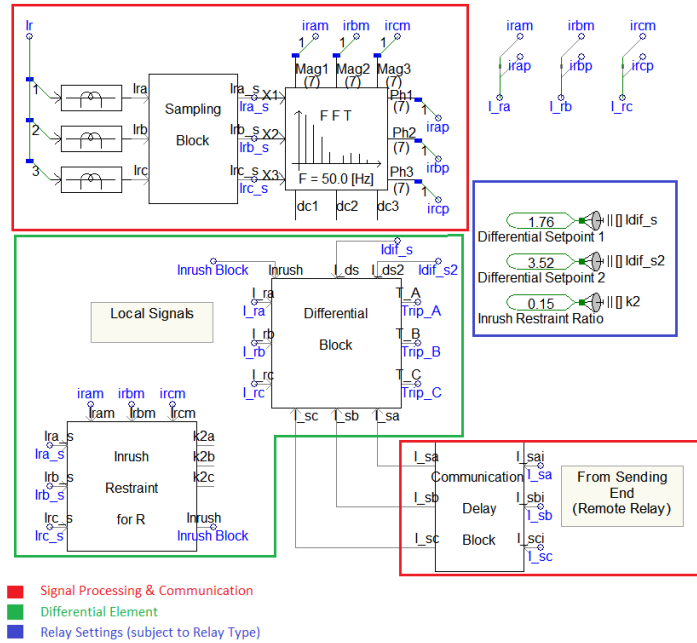 Ir
iram
irbm
ircm
iram
irbm
ircm
1
1
1
Mag1
Mag2
Mag3
(7)
(7)
(7)
irap
irbp
ircp
I_ra
I_rb
I_rc
1
2
3
Ira
Irb
Irc
Sampling
Block
Ira_s
Ira_s
Irb_s
Irb_s
Irc_s
Irc_s
X1
X2
X3
F F T
F = 50.0 [Hz]
Ph1
(7)
Ph2
(7)
Ph3
(7)
1
irap
1
irbp
1
ircp
dc1
dc2
dc3
1.76
|| [] Idif_s
Differential Setpoint 1
3.52
|| [] Idif_s2
Differential Setpoint 2
0.15
|| [] k2
Inrush Restraint Ratio
Idif_s
Inrush Block
Inrush
I_ds
I_ds2
Idif_s2
Local Signals
I_ra
I_ra
I_rb
I_rb
I_rc
I_rc
Differential
Block
T_A
Trip_A
T_B
Trip_B
T_C
Trip_C
I_sc
I_sb
I_sa
iram
irbm
ircm
Iram
Irbm
Ircm
Ira_s
Ira_s
Irb_s
Irb_s
Irc_s
Irc_s
Inrush
Restraint
for R
k2a
k2b
k2c
Inrush
Inrush Block
I_sa
I_sb
I_sc
Communication
Delay
Block
I_sai
I_sa
I_sbi
I_sb
I_sci
I_sc
From Sending
End
(Remote Relay)
Signal Processing & Communication
Differential Element
Relay Settings (subject to Relay Type)